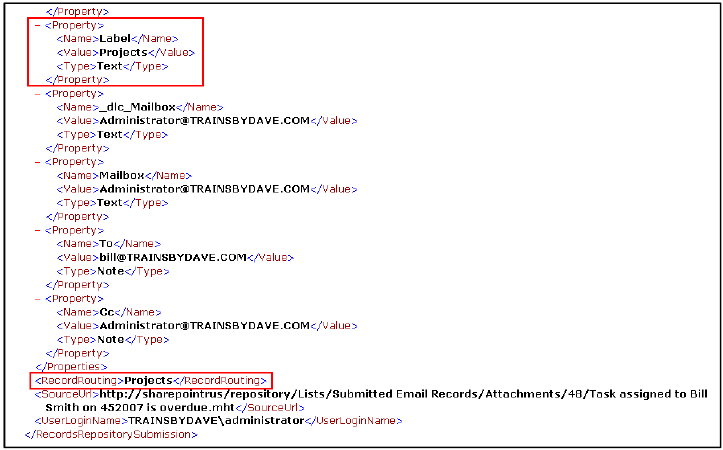 </Property>
– <Property>
<Name>Label</Name>
<Value>Projects</Value>
<Type>Text</Type>
</Property>
– <Property>
<Name>_dlc_Mailbox</Name>
<Value>Administrator@TRAINSBYDAVE.COM</Value>
<Type>Text</Type>
</Property>
– <Property>
<Name>Mailbox</Name>
<Value>Administrator@TRAINSBYDAVE.COM</Value>
<Type>Text</Type>
</Property>
– <Property>
<Name>To</Name>
<Value>bill@TRAINSBYDAVE.COM</Value>
<Type>Note</Type>
</Property>
– <Property>
<Name>Cc</Name>
<Value>Administrator@TRAINSBYDAVE.COM</Value>
<Type>Note</Type>
</Property>
</Properties>
<RecordRouting>Projects</RecordRouting>
<SourceUrl>http://sharepointrus/repository/Lists/Submitted Email Records/Attachments/48/Task assigned to Bill
Smith on 452007 is overdue.mht</SourceUrl>
<UserLoginName>TRAINSBYDAVE\administrator</UserLoginName>
</RecordsRepositorySubmission>